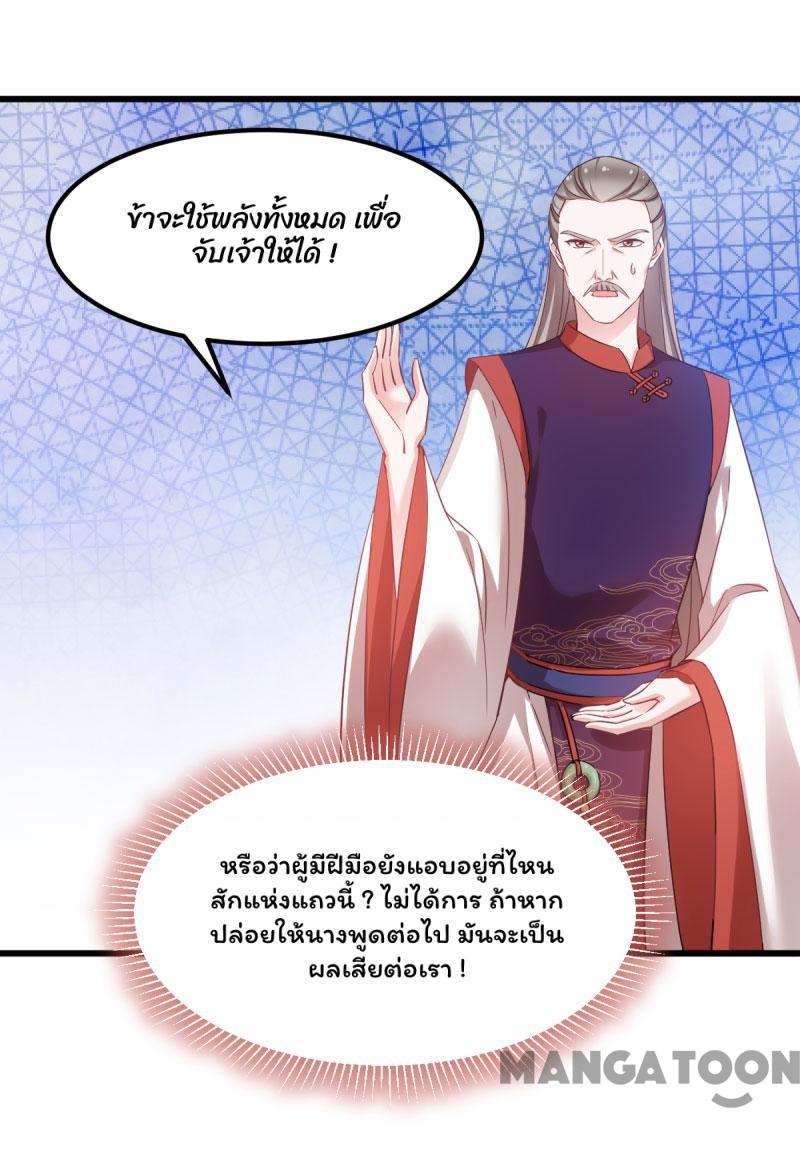 ข้าจะใช้พลังทั้งหมด เพื่อ
จับเจ้าให้ได้ !
หรือว่าผู้มีฝีมือยังแอบอยู่ที่ไหน
สักแห่งแถวนี้ ? ไม่ได้การ ถ้าหาก
ปล่อยให้นางพูดต่อไป มันจะเป็น
ผลเสียต่อเรา !
MANGATOON